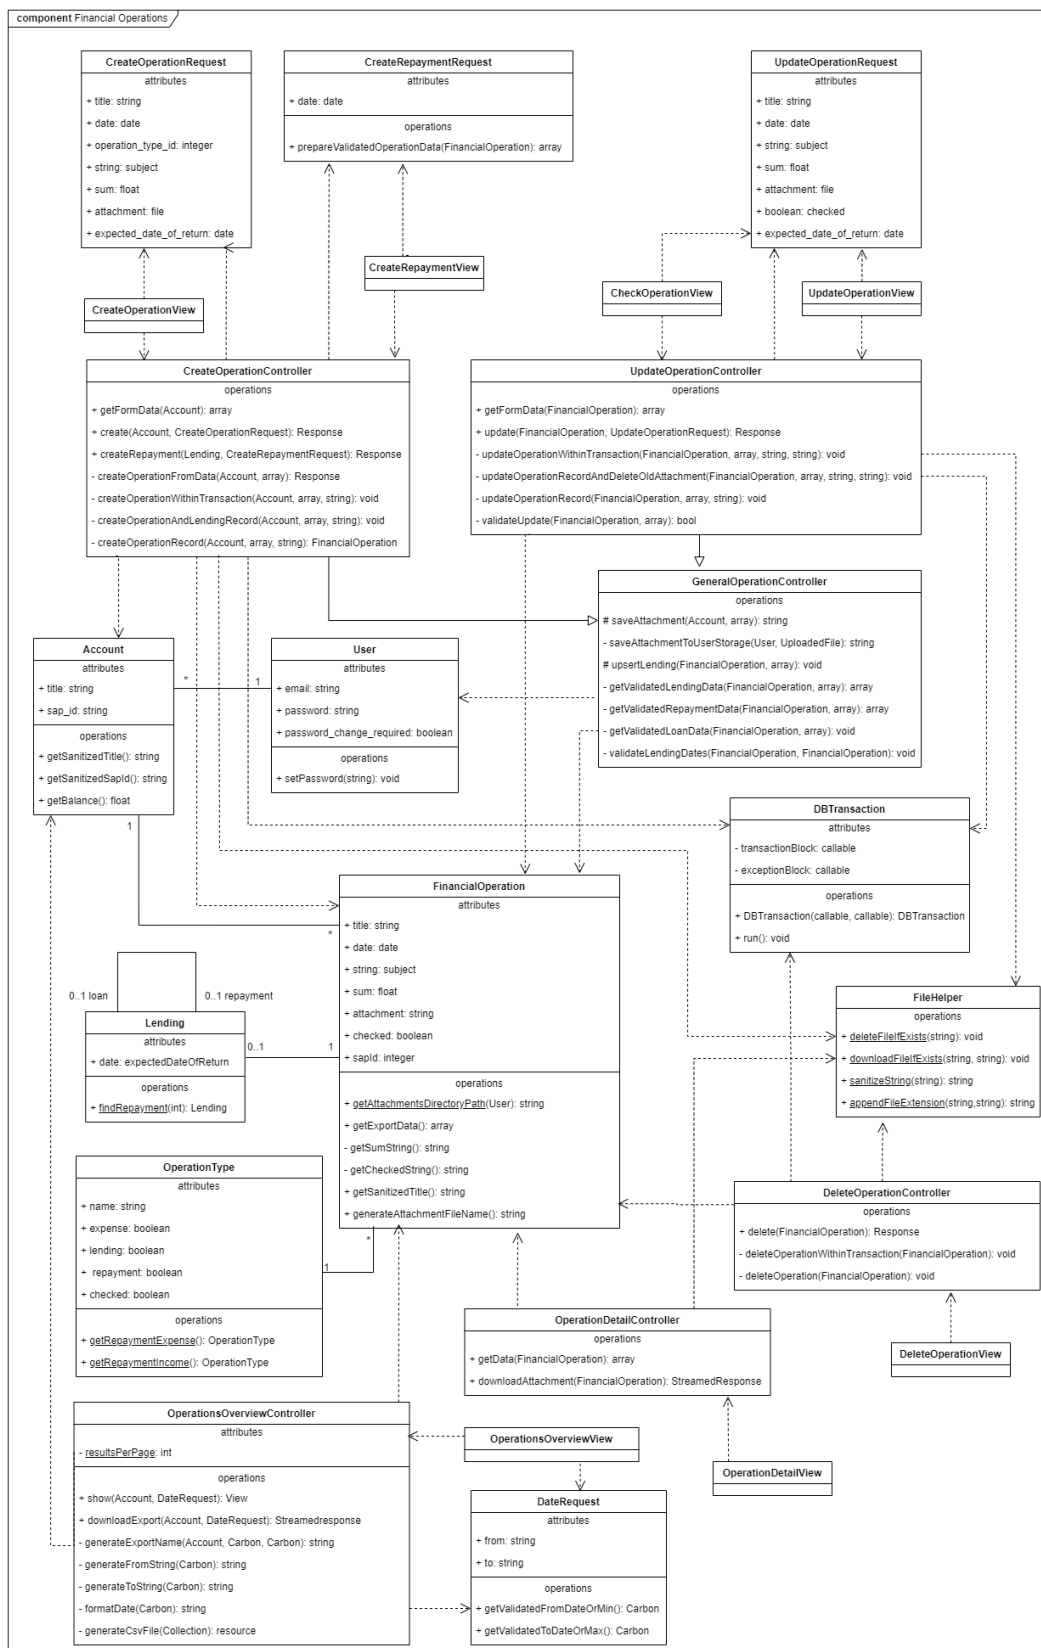 component Financial Operations
CreateOperationRequest
attributes
+ title: string
+ date: date
+ operation_type_id: integer
+ string: subject
+ sum: float
+ attachment: file
+ expected_date_of_return: date
CreateRepaymentRequest
attributes
+ date: date
operations
+ prepareValidatedOperationData(FinancialOperation): array
UpdateOperationRequest
attributes
+ title: string
+ date: date
+ string: subject
+ sum: float
+ attachment: file
+ boolean: checked
+ expected_date_of_return: date
CreateRepaymentView
CreateOperationView
CheckOperationView
UpdateOperationView
CreateOperationController
operations
+ getFormData(Account): array
+ create(Account, CreateOperationRequest): Response
+ createRepayment(Lending, CreateRepaymentRequest): Response
- createOperationFromData(Account, array): Response
- createOperationWithinTransaction(Account, array, string): void
- createOperationAndLendingRecord(Account, array, string): void
- createOperationRecord(Account, array, string): FinancialOperation
UpdateOperationController
operations
+ getFormData(FinancialOperation): array
+ update(FinancialOperation, UpdateOperationRequest): Response
- updateOperationWithinTransaction(FinancialOperation, array, string, string): void
- updateOperationRecordAndDeleteOldAttachment(FinancialOperation, array, string, string): void
- updateOperationRecord(FinancialOperation, array, string): void
- validateUpdate(FinancialOperation, array): bool
GeneralOperationController
operations
# saveAttachment(Account, array): string
- saveAttachmentToUserStorage(User, UploadedFile): string
# upsertLending(FinancialOperation, array): void
- getValidatedLendingData(FinancialOperation, array): array
- getValidatedRepaymentData(FinancialOperation, array): array
- getValidatedLoanData(FinancialOperation, array): void
- validateLendingDates(FinancialOperation, FinancialOperation): void
Account
attributes
+ title: string
+ sap_id: string
operations
+ getSanitizedTitle(): string
+ getSanitizedSapId(): string
+ getBalance(): float
* 1
User
attributes
+ email: string
+ password: string
+ password_change_required: boolean
operations
+ setPassword(string): void
1
DBTransaction
attributes
- transactionBlock: callable
- exceptionBlock: callable
operations
+ DBTransaction(callable, callable): DBTransaction
+ run(): void
FinancialOperation
attributes
+ title: string
+ date: date
+ string: subject
+ sum: float
+ attachment: string
+ checked: boolean
+ sapId: integer
operations
+ getAttachmentsDirectoryPath(User): string
+ getExportData(): array
- getSumString(): string
- getCheckedString(): string
+ getSanitizedTitle(): string
+ generateAttachmentFileName(): string
*
0..1 loan 0..1 repayment
Lending
attributes
+ date: expectedDateOfReturn
operations
+ findRepayment(int): Lending
0..1 1
FileHelper
operations
+ deleteFileIfExists(string): void
+ downloadFileIfExists(string, string): void
+ sanitizeString(string): string
+ appendFileExtension(string,string): string
OperationType
attributes
+ name: string
+ expense: boolean
+ lending: boolean
+ repayment: boolean
+ checked: boolean
operations
+ getRepaymentExpense(): OperationType
+ getRepaymentIncome(): OperationType
1 *
DeleteOperationController
operations
+ delete(FinancialOperation): Response
- deleteOperationWithinTransaction(FinancialOperation): void
- deleteOperation(FinancialOperation): void
OperationDetailController
operations
+ getData(FinancialOperation): array
+ downloadAttachment(FinancialOperation): StreamedResponse
DeleteOperationView
OperationsOverviewController
attributes
- resultsPerPage: int
operations
+ show(Account, DateRequest): View
+ downloadExport(Account, DateRequest): Streamedresponse
- generateExportName(Account, Carbon, Carbon): string
- generateFromString(Carbon): string
- generateToString(Carbon): string
- formatDate(Carbon): string
- generateCsvFile(Collection): resource
OperationsOverviewView
OperationDetailView
DateRequest
attributes
+ from: string
+ to: string
operations
+ getValidatedFromDateOrMin(): Carbon
+ getValidatedToDateOrMax(): Carbon